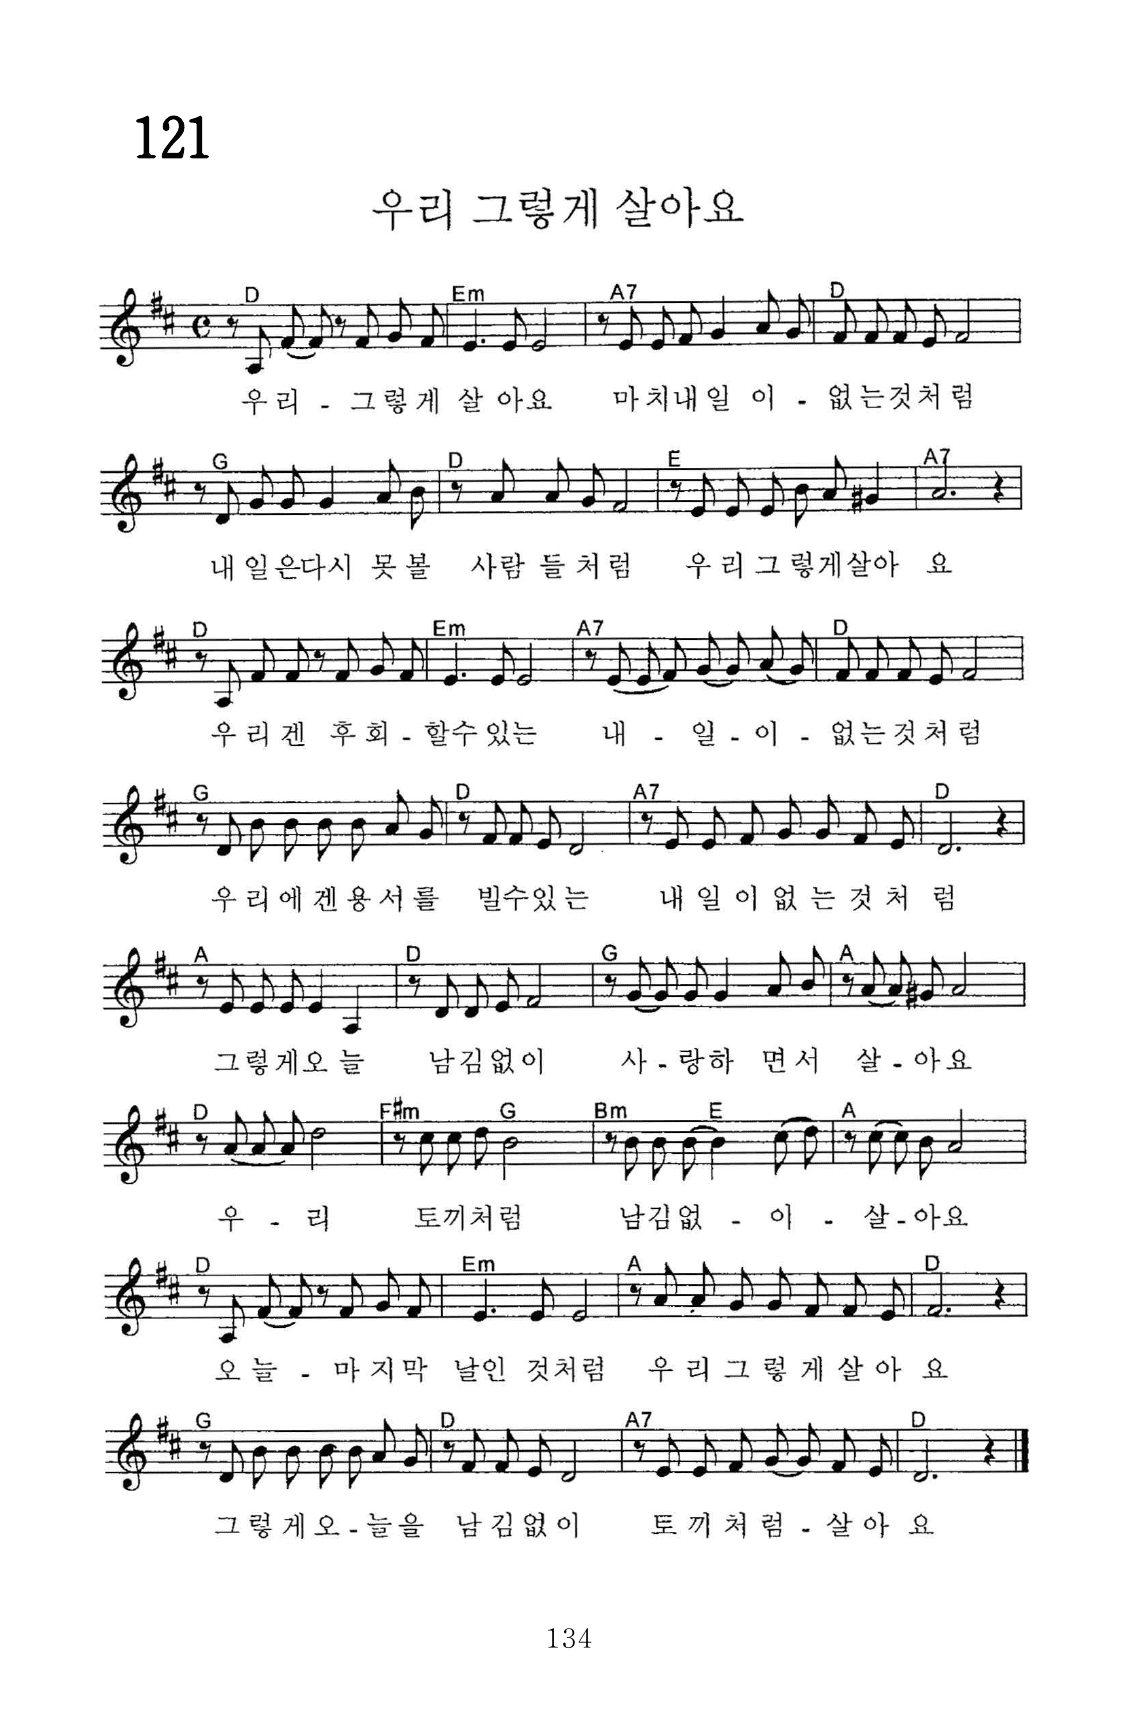 121
우리 그렇게 살아요
D Em A7 D
우리 - 그렇게 살 아요 마치내일 이 - 없는것처럼
G D E A7
내 일은다시 못볼 사람 들처럼 우리그렇게살아 요
D Em A7 D
우리겐 후회 - 할수있는 내 - 일 - 이 - 없는것처럼
G D A7 D
우리에겐용서를 빌수있는 내일이없는것처 럼
A D G A
그렇게오늘 남김없이 사 - 랑하 면서 살 - 아요
D F#m G Bm E A
우 - 리 토끼처럼 남김없 - 이 - 살 - 아요
D Em A D
오늘 - 마지막 날인 것처럼 우리그렇게살아 요
G D A7 D
그렇게오 - 늘을 남김없이 토끼처럼 - 살아 요
134